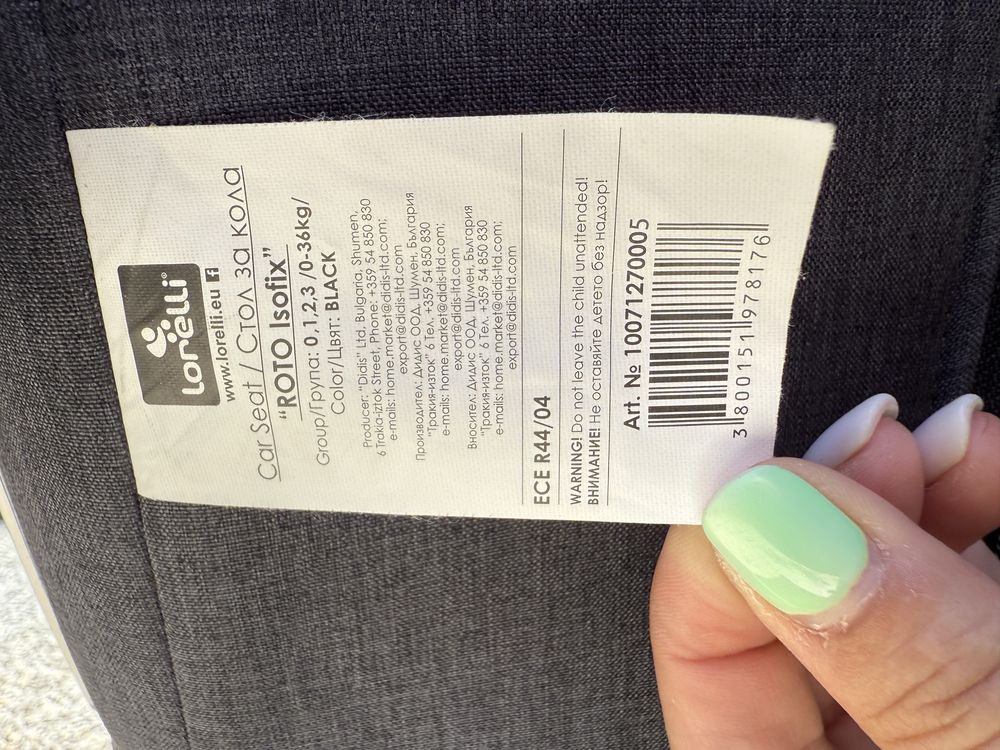 lorelli®
www.lorelli.eu f
Car Seat / Стол за кола
“ROTO Isofix”
Group/Група: 0,1,2,3 /0-36kg/
Color/Цвят: BLACK
Producer: “Didis” Ltd, Bulgaria, Shumen,
6 Trakia-iztok Street, Phone: +359 54 850 830
e-mails: home.market@didis-ltd.com;
export@didis-ltd.com
Производител: Дидис ООД, Шумен, България
“Тракия-изток” 6 Тел. +359 54 850 830
e-mails: home.market@didis-ltd.com;
export@didis-ltd.com
Вносител: Дидис ООД, Шумен, България
“Тракия-изток” 6 Тел. +359 54 850 830
e-mails: home.market@didis-ltd.com;
export@didis-ltd.com
ECE R44/04
WARNING! Do not leave the child unattended!
ВНИМАНИЕ! Не оставяйте детето без надзор!
Art. № 10071270005
3 800151 978176